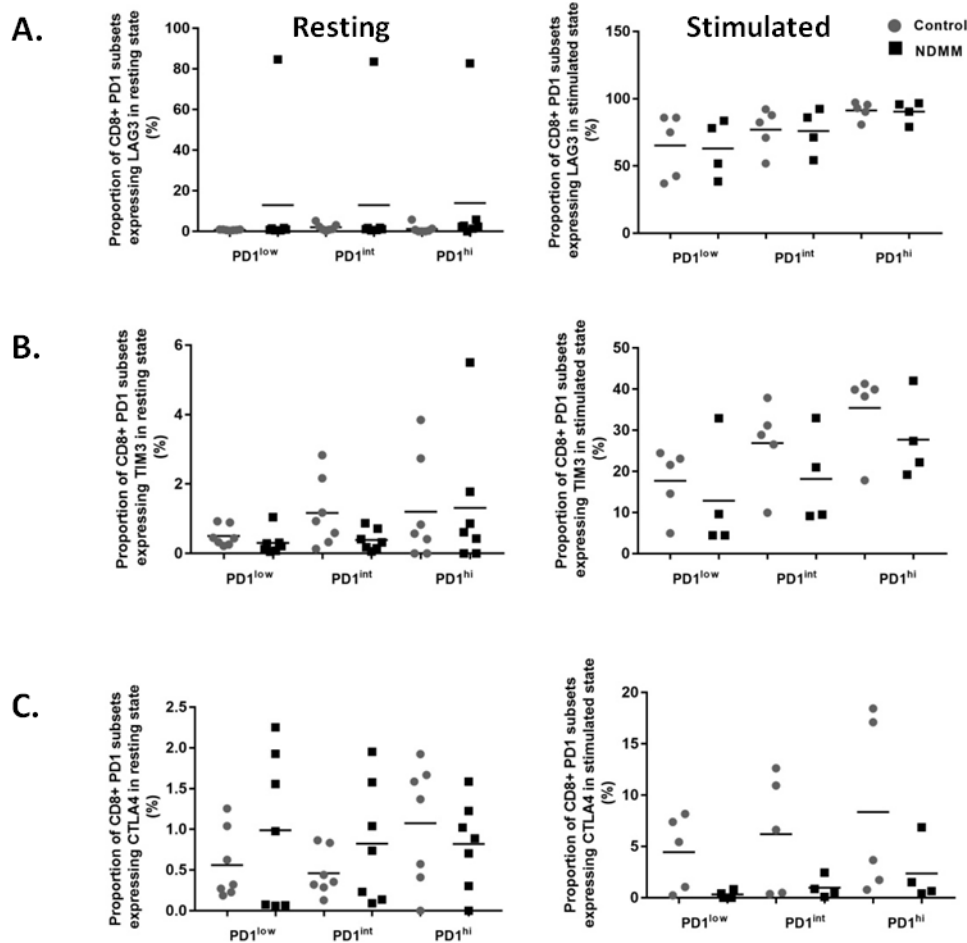 A.
Resting
Stimulated
Control
NDMM
Proportion of CD8+ PD1 subsets
expressing LAG3 in resting state
(%)
100
80
60
40
20
0
PD1low
PD1int
PD1hi
Proportion of CD8+ PD1 subsets
expressing LAG3 in stimulated state
(%)
150
100
50
0
PD1low
PD1int
PD1hi
B.
Proportion of CD8+ PD1 subsets
expressing TIM3 in resting state
(%)
6
4
2
0
PD1low
PD1int
PD1hi
Proportion of CD8+ PD1 subsets
expressing TIM3 in stimulated state
(%)
50
40
30
20
10
0
PD1low
PD1int
PD1hi
C.
Proportion of CD8+ PD1 subsets
expressing CTLA4 in resting state
(%)
2.5
2.0
1.5
1.0
0.5
0.0
PD1low
PD1int
PD1hi
Proportion of CD8+ PD1 subsets
expressing CTLA4 in stimulated state
(%)
20
15
10
5
0
PD1low
PD1int
PD1hi